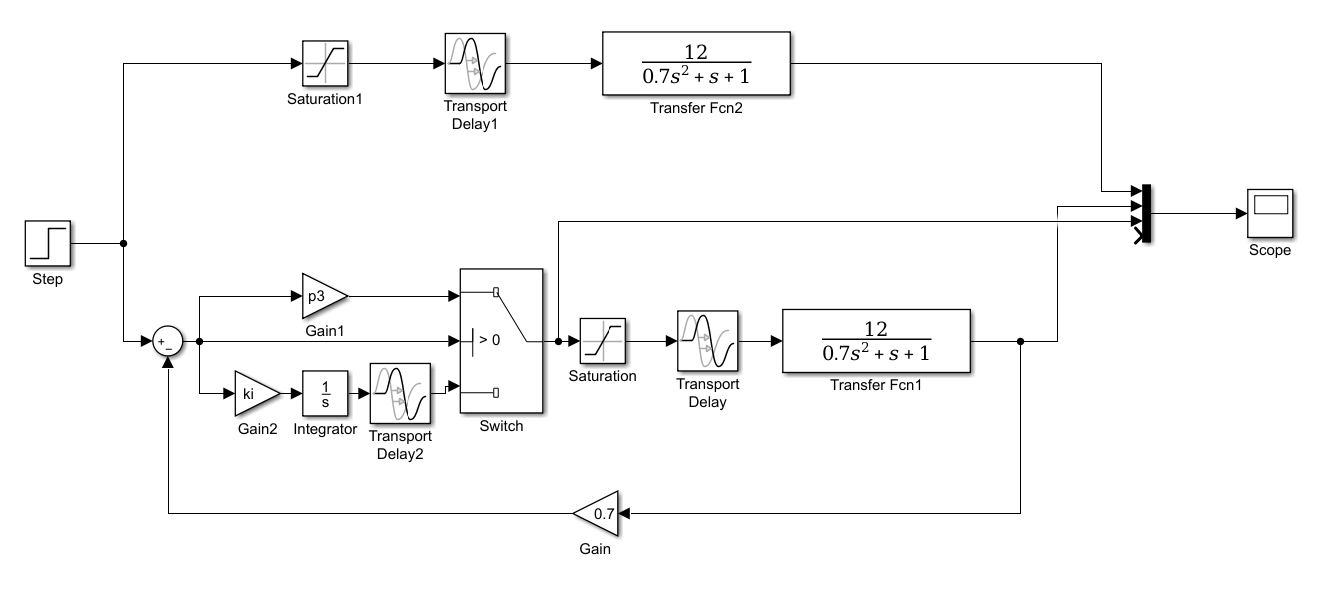 12
0.7s² + s + 1
Saturation1
Transport
Delay1
Transfer Fcn2
Step
Scope
p3
Gain1
+
−
> 0
12
0.7s² + s + 1
Saturation
Transport
Delay
Transfer Fcn1
ki
1
s
Gain2
Integrator
Transport
Delay2
Switch
0.7
Gain